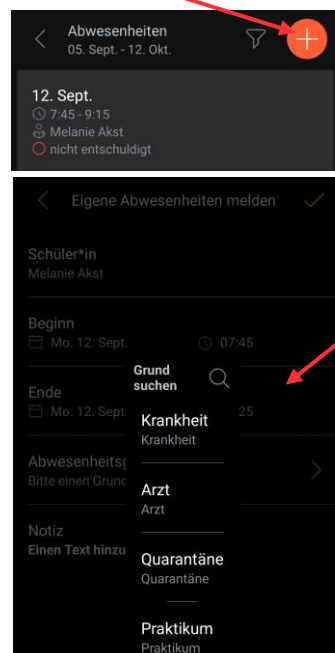 Abwesenheiten
05. Sept. - 12. Okt.
12. Sept.
7:45 - 9:15
Melanie Akst
nicht entschuldigt
Eigene Abwesenheiten melden
Schüler*in
Melanie Akst
Beginn
Mo. 12. Sept. 07:45
Ende
Mo. 12. Sept 25
Grund
suchen
Krankheit
Krankheit
Abwesenheitsg
Bitte einen Grund
Arzt
Arzt
Notiz
Einen Text hinzu
Quarantäne
Quarantäne
Praktikum
Praktikum